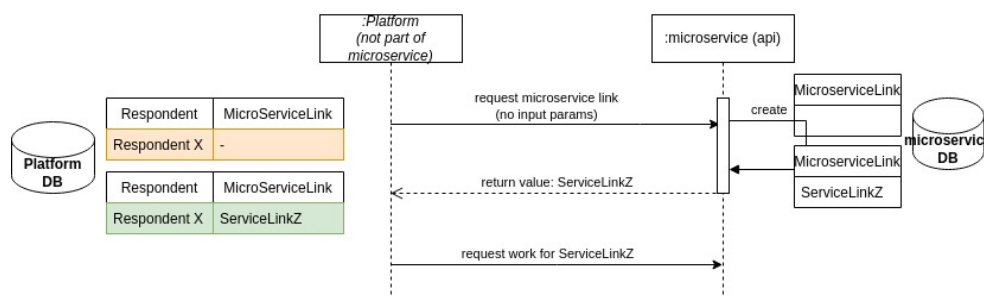 :Platform
(not part of
microservice)
:microservice (api)
Respondent
MicroServiceLink
Respondent X
-
request microservice link
(no input params)
create
MicroserviceLink
Platform
DB
microservic
DB
Respondent
MicroServiceLink
Respondent X
ServiceLinkZ
return value: ServiceLinkZ
MicroserviceLink
ServiceLinkZ
request work for ServiceLinkZ